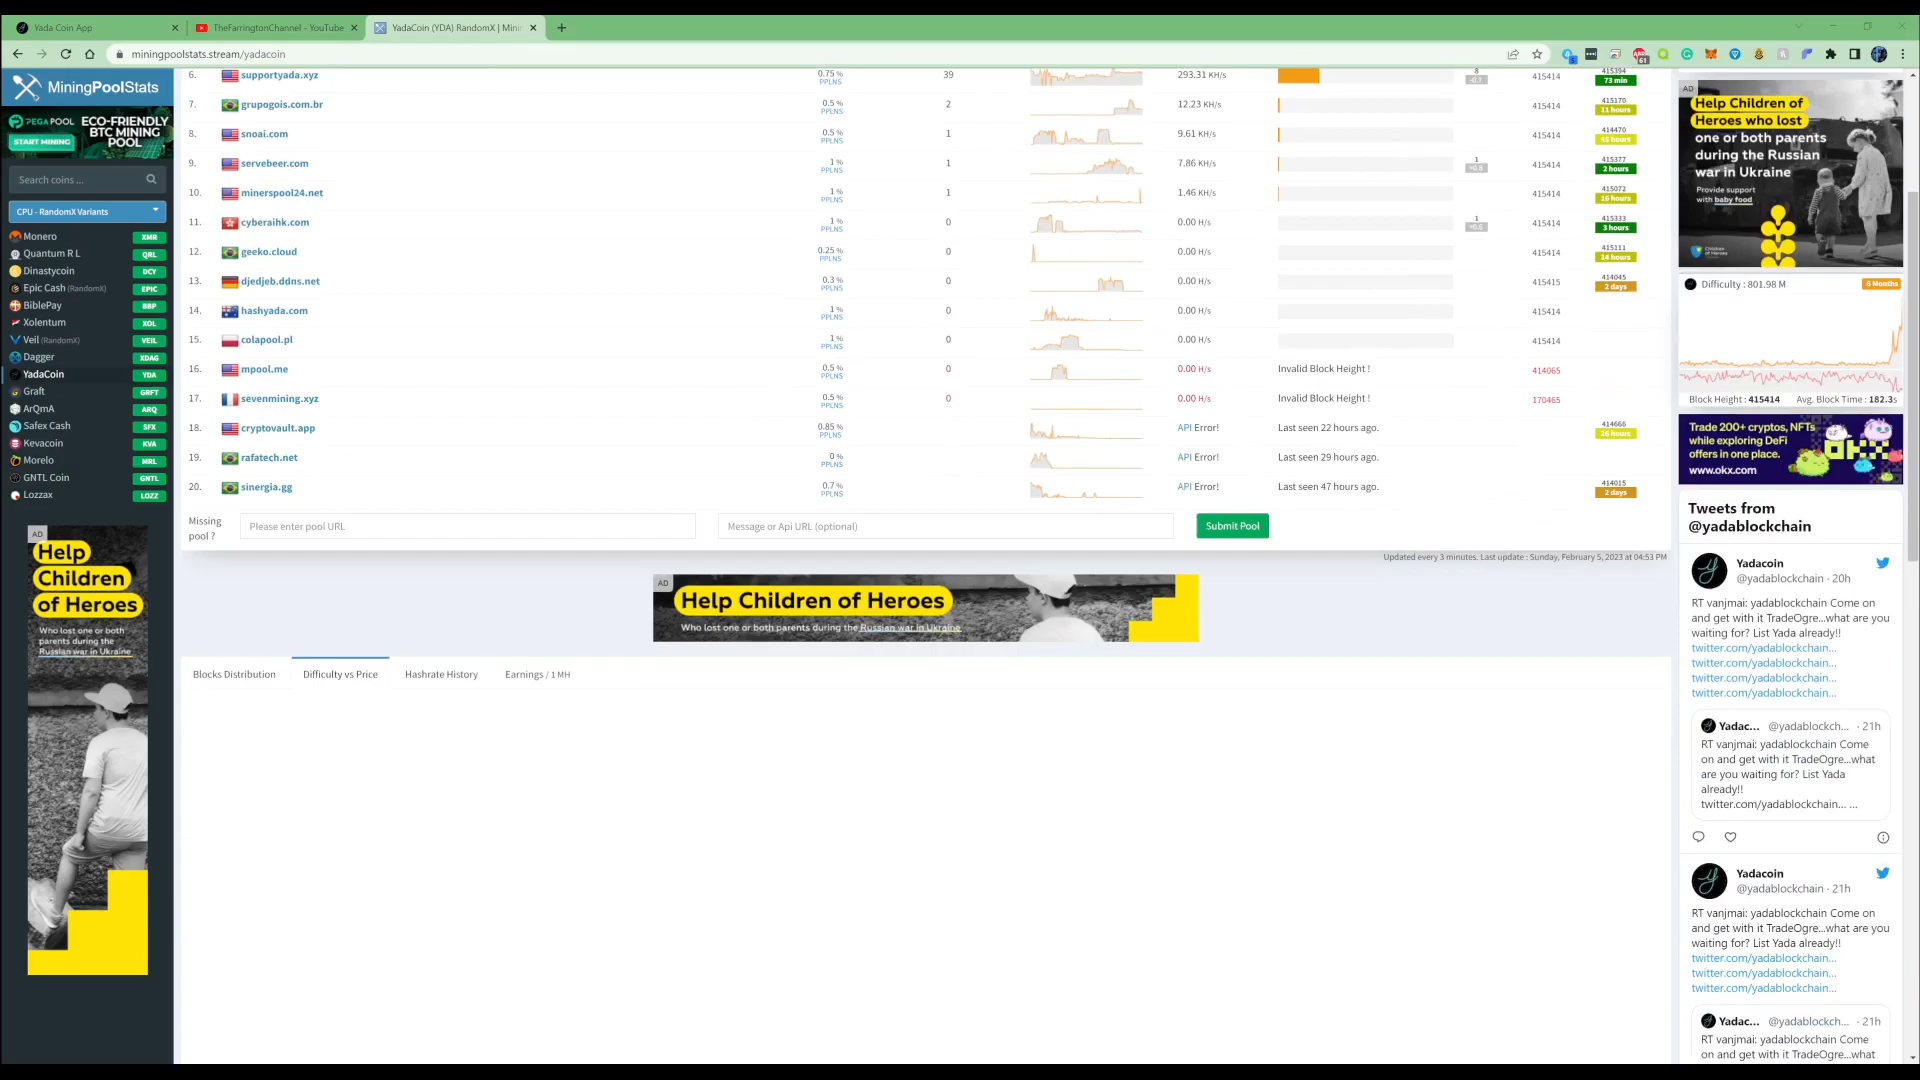 Yada Coin App
TheFarringtonChannel - YouTube
YadaCoin (YDA) RandomX | Minin
miningpoolstats.stream/yadacoin
MiningPoolStats
PEGA POOL
ECO-FRIENDLY
BTC MINING
POOL
START MINING
Search coins ...
CPU - RandomX Variants
Monero XMR
Quantum R L QRL
Dinastycoin DCY
Epic Cash (RandomX) EPIC
BiblePay BBP
Xolentum XOL
Veil (RandomX) VEIL
Dagger XDAG
YadaCoin YDA
Graft GRFT
ArQmA ARQ
Safex Cash SFX
Kevacoin KVA
Morelo MRL
GNTL Coin GNTL
Lozzax LOZZ
AD
Help
Children
of Heroes
Who lost one or both
parents during the
Russian war in Ukraine
6. supportyada.xyz 0.75 % PPLNS 39 293.31 KH/s 8 415414 415394 73 min
7. grupogois.com.br 0.5 % PPLNS 2 12.23 KH/s 415414 415170 11 hours
8. snoai.com 0.5 % PPLNS 1 9.61 KH/s 415414 414470 45 hours
9. servebeer.com 1 % PPLNS 1 7.86 KH/s 1 415414 415377 2 hours
10. minerspool24.net 1 % PPLNS 1 1.46 KH/s 415414 415072 16 hours
11. cyberaihk.com 1 % PPLNS 0 0.00 H/s 1 415414 415333 3 hours
12. geeko.cloud 0.25 % PPLNS 0 0.00 H/s 415414 415111 14 hours
13. djedjeb.ddns.net 0.3 % PPLNS 0 0.00 H/s 415415 414045 2 days
14. hashyada.com 1 % PPLNS 0 0.00 H/s 415414
15. colapool.pl 1 % PPLNS 0 0.00 H/s 415414
16. mpool.me 0.5 % PPLNS 0 0.00 H/s Invalid Block Height ! 414065
17. sevenmining.xyz 0.5 % PPLNS 0 0.00 H/s Invalid Block Height ! 170465
18. cryptovault.app 0.85 % PPLNS API Error! Last seen 22 hours ago. 414666 26 hours
19. rafatech.net 0 % PPLNS API Error! Last seen 29 hours ago.
20. sinergia.gg 0.7 % PPLNS API Error! Last seen 47 hours ago. 414015 2 days
Missing
pool ?
Please enter pool URL
Message or Api URL (optional)
Submit Pool
Updated every 3 minutes. Last update : Sunday, February 5, 2023 at 04:53 PM
AD
Help Children of Heroes
Who lost one or both parents during the Russian war in Ukraine
Blocks Distribution
Difficulty vs Price
Hashrate History
Earnings / 1 MH
AD
Help Children of
Heroes who lost
one or both parents
during the Russian
war in Ukraine
Provide support
with baby food
Children
of Heroes
Difficulty : 801.98 M
6 Months
Block Height : 415414 Avg. Block Time : 182.3s
Trade 200+ cryptos, NFTs
while exploring DeFi
offers in one place.
www.okx.com
Tweets from
@yadablockchain
Yadacoin
@yadablockchain · 20h
RT vanjmai: yadablockchain Come on
and get with it TradeOgre...what are you
waiting for? List Yada already!!
twitter.com/yadablockchain...
twitter.com/yadablockchain...
twitter.com/yadablockchain...
twitter.com/yadablockchain...
Yadac... @yadablockch... · 21h
RT vanjmai: yadablockchain Come
on and get with it TradeOgre...what
are you waiting for? List Yada
already!!
twitter.com/yadablockchain... ...
Yadacoin
@yadablockchain · 21h
RT vanjmai: yadablockchain Come on
and get with it TradeOgre...what are you
waiting for? List Yada already!!
twitter.com/yadablockchain...
twitter.com/yadablockchain...
twitter.com/yadablockchain...
Yadac... @yadablockch... · 21h
RT vanjmai: yadablockchain Come
on and get with it TradeOgre...what